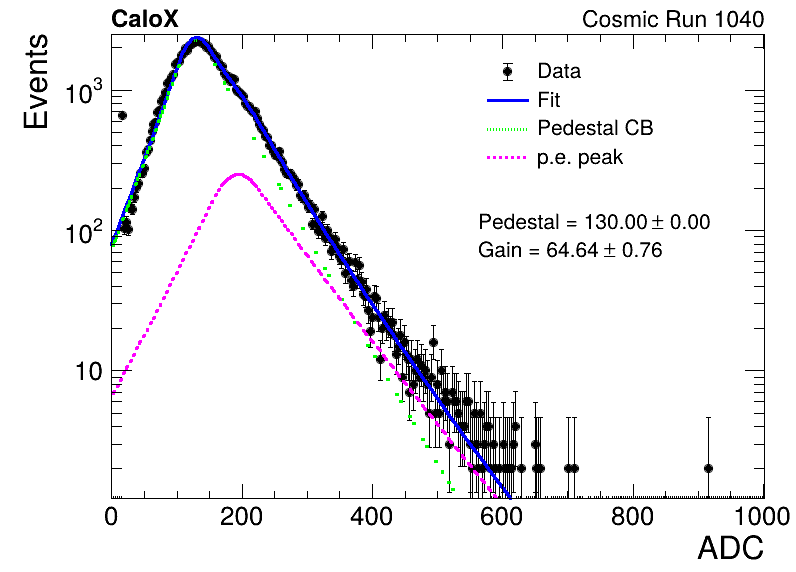 CaloX Cosmic Run 1040
Events
Data
Fit
Pedestal CB
p.e. peak
Pedestal = 130.00 ± 0.00
Gain = 64.64 ± 0.76
10³
10²
10
0 200 400 600 800 1000
ADC